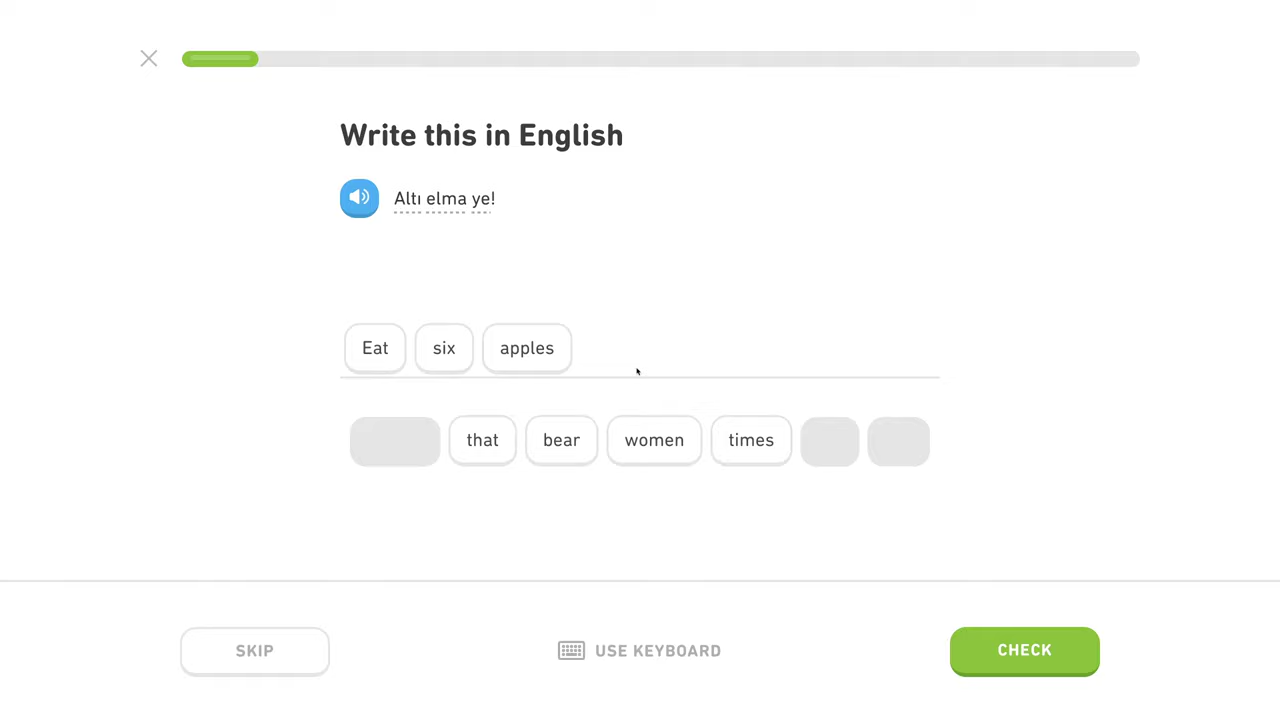 Write this in English
Altı elma ye!
Eat six apples
that bear women times
SKIP
USE KEYBOARD
CHECK